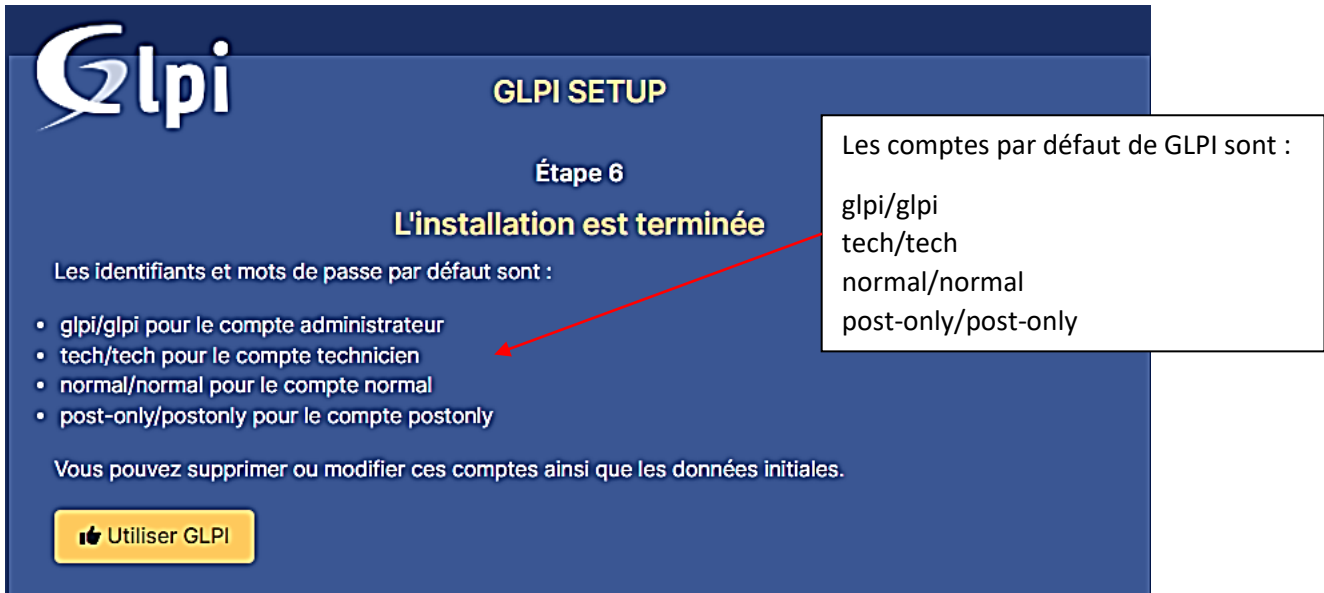 Glpi
GLPI SETUP
Étape 6
L'installation est terminée
Les identifiants et mots de passe par défaut sont :
• glpi/glpi pour le compte administrateur
• tech/tech pour le compte technicien
• normal/normal pour le compte normal
• post-only/postonly pour le compte postonly
Vous pouvez supprimer ou modifier ces comptes ainsi que les données initiales.
Utiliser GLPI
Les comptes par défaut de GLPI sont :
glpi/glpi
tech/tech
normal/normal
post-only/post-only